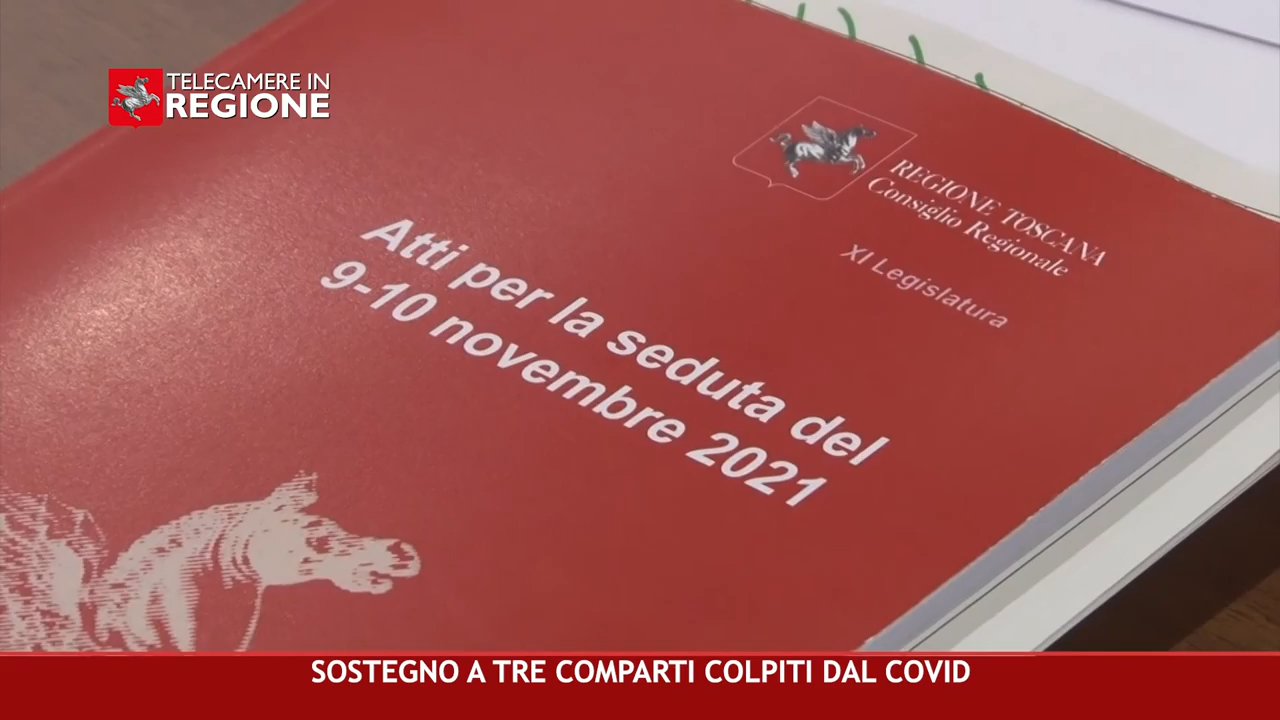 TELECAMERE IN
REGIONE
REGIONE TOSCANA
Consiglio Regionale
XI Legislatura
Atti per la seduta del
9-10 novembre 2021
SOSTEGNO A TRE COMPARTI COLPITI DAL COVID